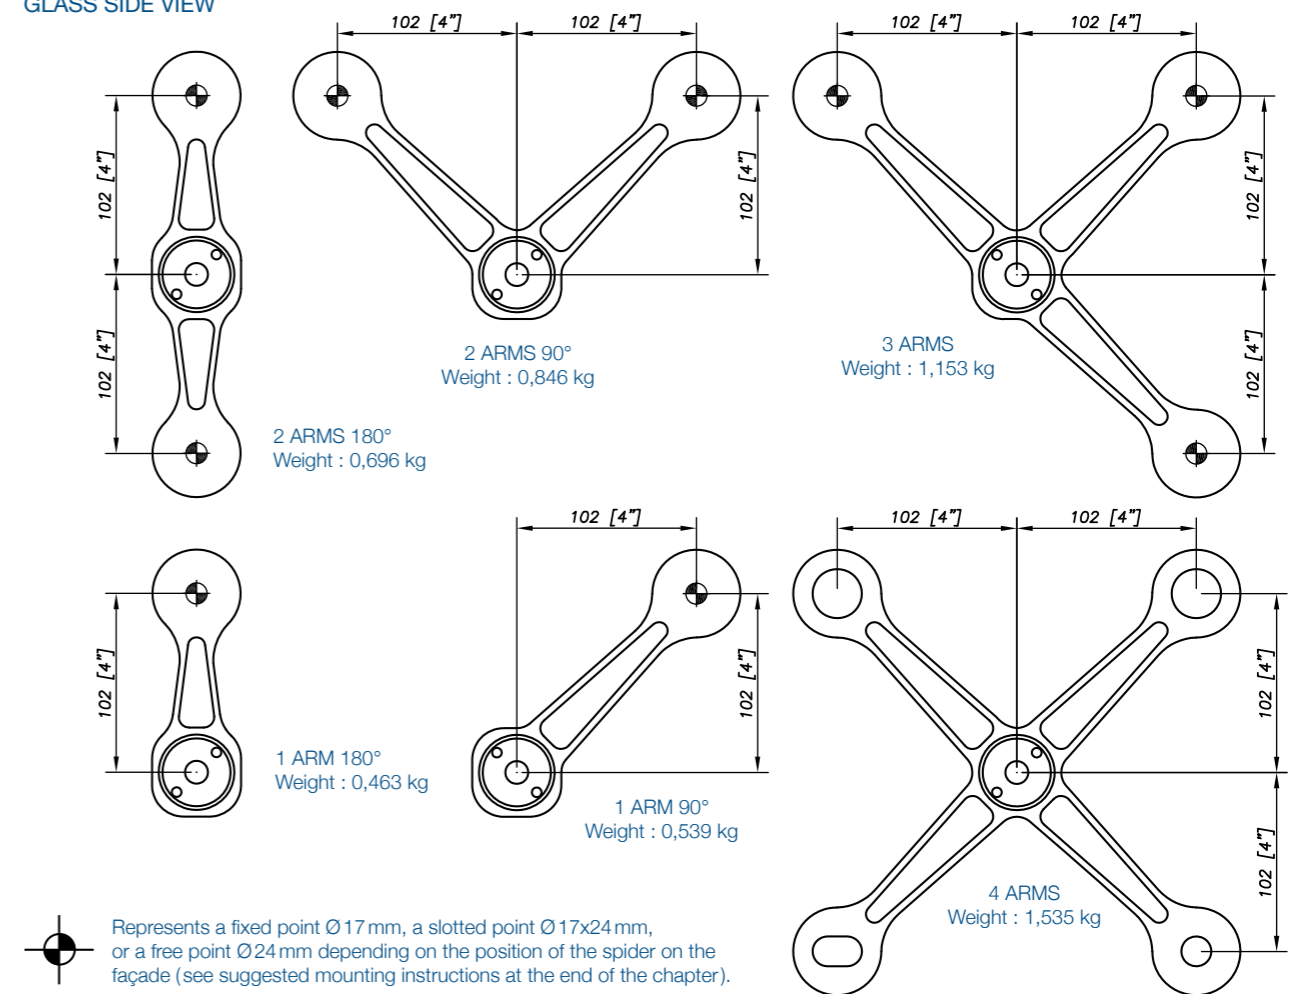 GLASS SIDE VIEW
102 [4"]
102 [4"]
102 [4"]
102 [4"]
102 [4"]
102 [4"]
102 [4"]
102 [4"]
102 [4"]
2 ARMS 90°
Weight : 0,846 kg
3 ARMS
Weight : 1,153 kg
2 ARMS 180°
Weight : 0,696 kg
102 [4"]
102 [4"]
102 [4"]
102 [4"]
102 [4"]
102 [4"]
102 [4"]
1 ARM 180°
Weight : 0,463 kg
1 ARM 90°
Weight : 0,539 kg
4 ARMS
Weight : 1,535 kg
Represents a fixed point Ø17mm, a slotted point Ø17x24mm,
or a free point Ø24mm depending on the position of the spider on the
façade (see suggested mounting instructions at the end of the chapter).